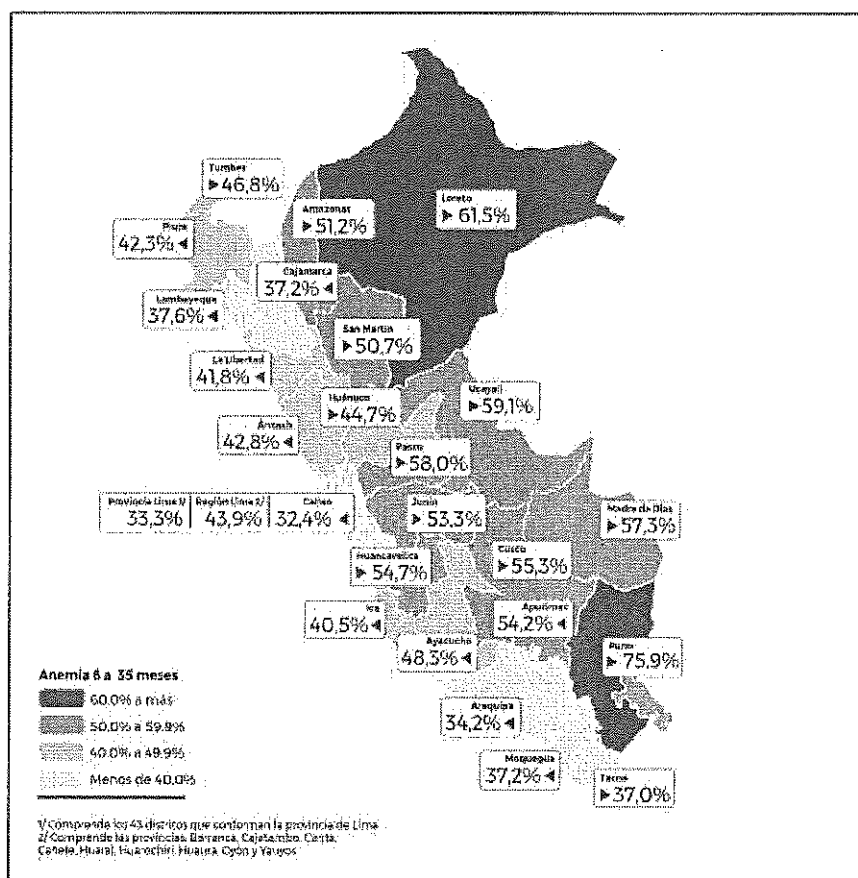 Tumbes
46,8%
Loreto
61,5%
Amazonas
51,2%
Piura
42,3%
Cajamarca
37,2%
Lambayeque
37,6%
San Martín
50,7%
La Libertad
41,8%
Ucayali
59,1%
Huánuco
44,7%
Áncash
42,8%
Pasco
58,0%
Provincia Lima 1/
33,3%
Región Lima 2/
43,9%
Callao
32,4%
Junín
53,3%
Madre de Dios
57,3%
Huancavelica
54,7%
Cusco
55,3%
Ica
40,5%
Apurímac
54,2%
Ayacucho
48,3%
Puno
75,9%
Arequipa
34,2%
Moquegua
37,2%
Tacna
37,0%
Anemia 6 a 35 meses
60.0% a más
50.0% a 59.9%
40.0% a 49.9%
Menos de 40.0%
1/ Comprende los 43 distritos que conforman la provincia de Lima
2/ Comprende las provincias: Barranca, Cajatambo, Canta,
Cañete, Huaral, Huarochirí, Huaura, Oyón y Yauyos